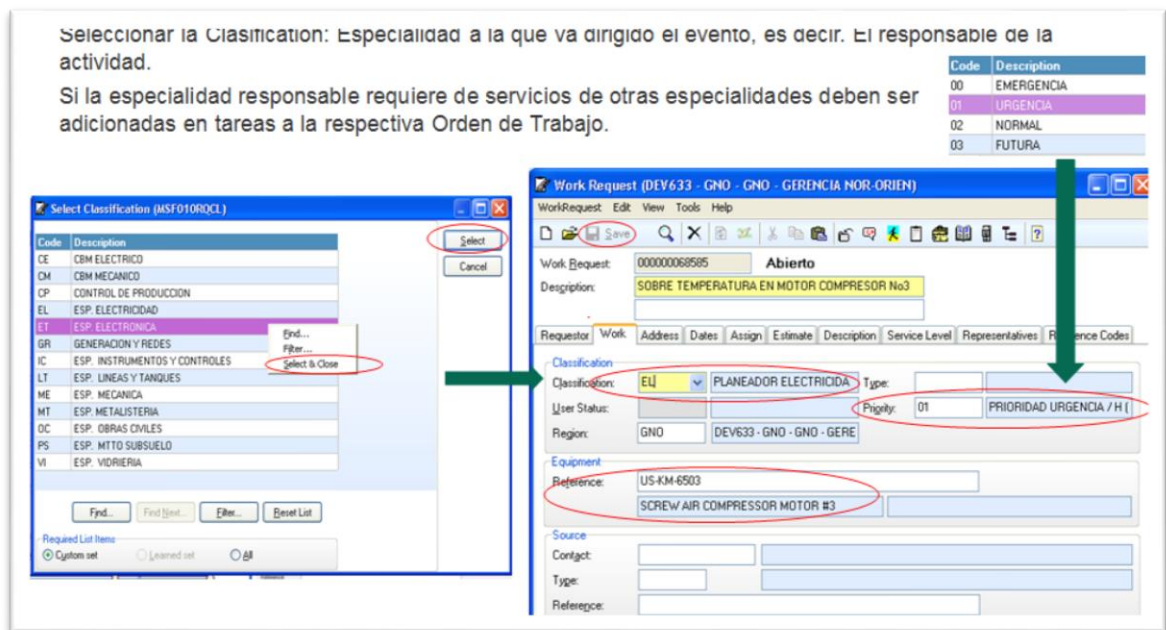 Seleccionar la Clasification: Especialidad a la que va dirigido el evento, es decir. El responsable de la
actividad.
Si la especialidad responsable requiere de servicios de otras especialidades deben ser
adicionadas en tareas a la respectiva Orden de Trabajo.
Code Description
00 EMERGENCIA
01 URGENCIA
02 NORMAL
03 FUTURA
Select Classification (MSF010RQCL)
Code Description
CE CBM ELECTRICO
CM CBM MECANICO
CP CONTROL DE PRODUCCION
EL ESP. ELECTRICIDAD
ET ESP. ELECTRONICA
GR GENERACION Y REDES
IC ESP. INSTRUMENTOS Y CONTROLES
LT ESP. LINEAS Y TANQUES
ME ESP. MECANICA
MT ESP. METALISTERIA
OC ESP. OBRAS CIVILES
PS ESP. MTTO SUBSUELO
VI ESP. VIDRIERIA
Select
Cancel
Find...
Filter...
Select & Close
Find... Find Next... Filter... Reset List
Required List Items
Custom set Learned set All
Work Request (DEV633 - GNO - GNO - GERENCIA NOR-ORIEN)
WorkRequest Edit View Tools Help
Save
Work Request: 000000068585 Abierto
Description: SOBRE TEMPERATURA EN MOTOR COMPRESOR No3
Requestor Work Address Dates Assign Estimate Description Service Level Representatives Reference Codes
Classification
Classification: EL PLANEADOR ELECTRICIDA Type:
User Status: Priority: 01 PRIORIDAD URGENCIA / H (
Region: GNO DEV633 - GNO - GNO - GERE
Equipment
Reference: US-KM-6503
SCREW AIR COMPRESSOR MOTOR #3
Source
Contact:
Type:
Reference: